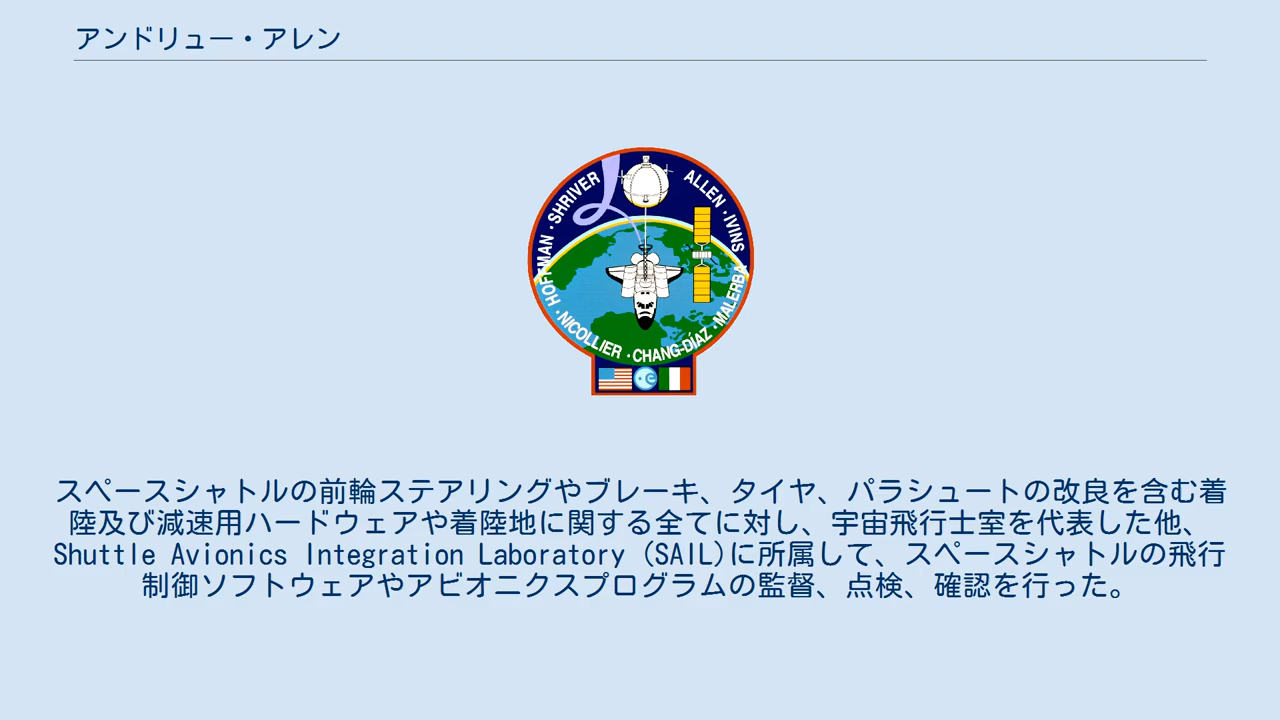 アンドリュー・アレン
HOFFMAN · SHRIVER
ALLEN · IVINS
· NICOLLIER · CHANG-DÍAZ · MALERBA
スペースシャトルの前輪ステアリングやブレーキ、タイヤ、パラシュートの改良を含む着
陸及び減速用ハードウェアや着陸地に関する全てに対し、宇宙飛行士室を代表した他、
Shuttle Avionics Integration Laboratory (SAIL)に所属して、スペースシャトルの飛行
制御ソフトウェアやアビオニクスプログラムの監督、点検、確認を行った。